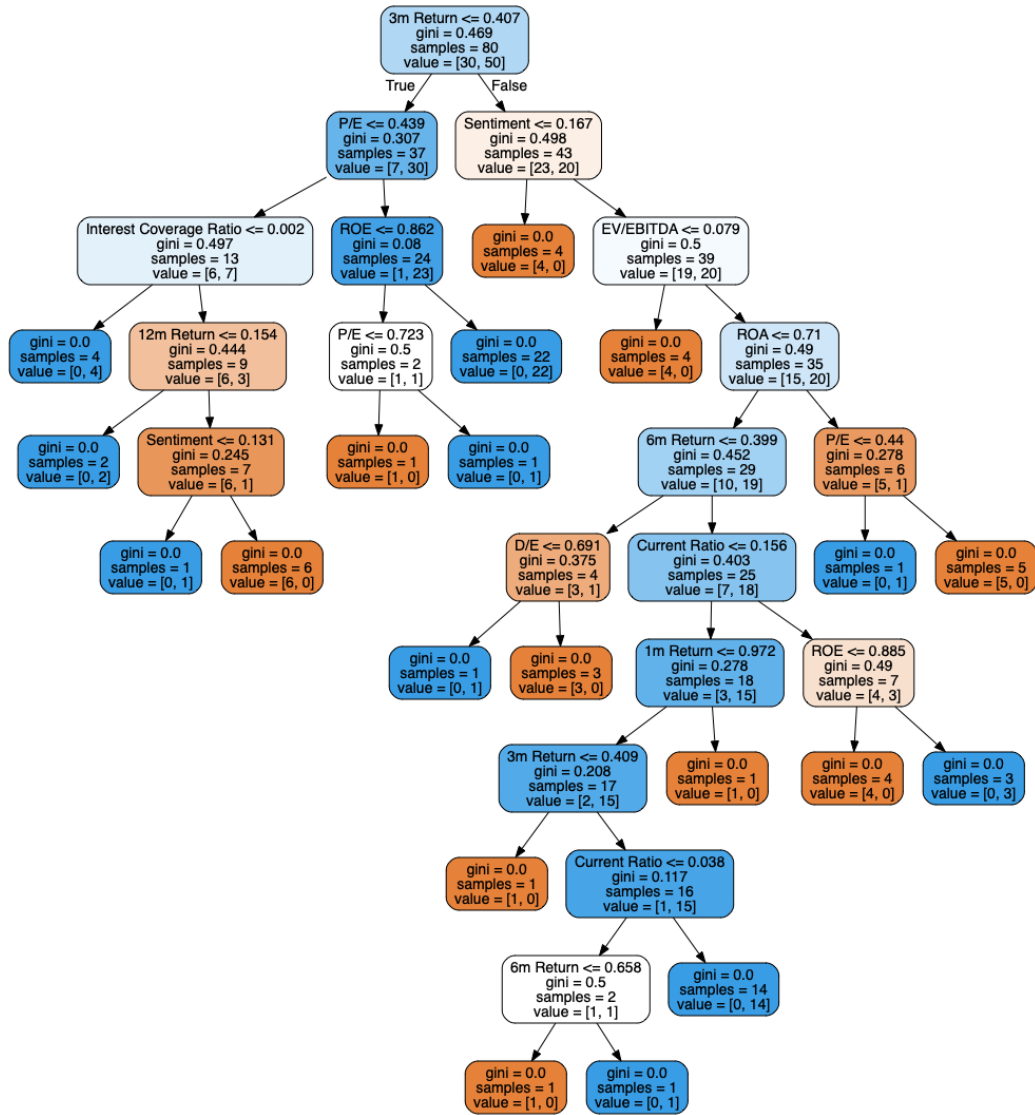 3m Return <= 0.407
gini = 0.469
samples = 80
value = [30, 50]
True
False
P/E <= 0.439
gini = 0.307
samples = 37
value = [7, 30]
Sentiment <= 0.167
gini = 0.498
samples = 43
value = [23, 20]
Interest Coverage Ratio <= 0.002
gini = 0.497
samples = 13
value = [6, 7]
ROE <= 0.862
gini = 0.08
samples = 24
value = [1, 23]
gini = 0.0
samples = 4
value = [4, 0]
EV/EBITDA <= 0.079
gini = 0.5
samples = 39
value = [19, 20]
gini = 0.0
samples = 4
value = [0, 4]
12m Return <= 0.154
gini = 0.444
samples = 9
value = [6, 3]
P/E <= 0.723
gini = 0.5
samples = 2
value = [1, 1]
gini = 0.0
samples = 22
value = [0, 22]
gini = 0.0
samples = 4
value = [4, 0]
ROA <= 0.71
gini = 0.49
samples = 35
value = [15, 20]
gini = 0.0
samples = 2
value = [0, 2]
Sentiment <= 0.131
gini = 0.245
samples = 7
value = [6, 1]
gini = 0.0
samples = 1
value = [1, 0]
gini = 0.0
samples = 1
value = [0, 1]
6m Return <= 0.399
gini = 0.452
samples = 29
value = [10, 19]
P/E <= 0.44
gini = 0.278
samples = 6
value = [5, 1]
gini = 0.0
samples = 1
value = [0, 1]
gini = 0.0
samples = 6
value = [6, 0]
D/E <= 0.691
gini = 0.375
samples = 4
value = [3, 1]
Current Ratio <= 0.156
gini = 0.403
samples = 25
value = [7, 18]
gini = 0.0
samples = 1
value = [0, 1]
gini = 0.0
samples = 5
value = [5, 0]
gini = 0.0
samples = 1
value = [0, 1]
gini = 0.0
samples = 3
value = [3, 0]
1m Return <= 0.972
gini = 0.278
samples = 18
value = [3, 15]
ROE <= 0.885
gini = 0.49
samples = 7
value = [4, 3]
3m Return <= 0.409
gini = 0.208
samples = 17
value = [2, 15]
gini = 0.0
samples = 1
value = [1, 0]
gini = 0.0
samples = 4
value = [4, 0]
gini = 0.0
samples = 3
value = [0, 3]
gini = 0.0
samples = 1
value = [1, 0]
Current Ratio <= 0.038
gini = 0.117
samples = 16
value = [1, 15]
6m Return <= 0.658
gini = 0.5
samples = 2
value = [1, 1]
gini = 0.0
samples = 14
value = [0, 14]
gini = 0.0
samples = 1
value = [1, 0]
gini = 0.0
samples = 1
value = [0, 1]